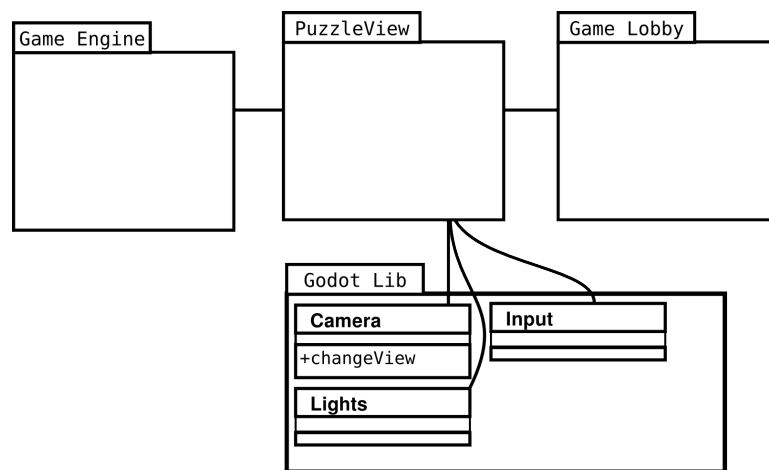 Game Engine
PuzzleView
Game Lobby
Godot Lib
Camera
+changeView
Lights
Input